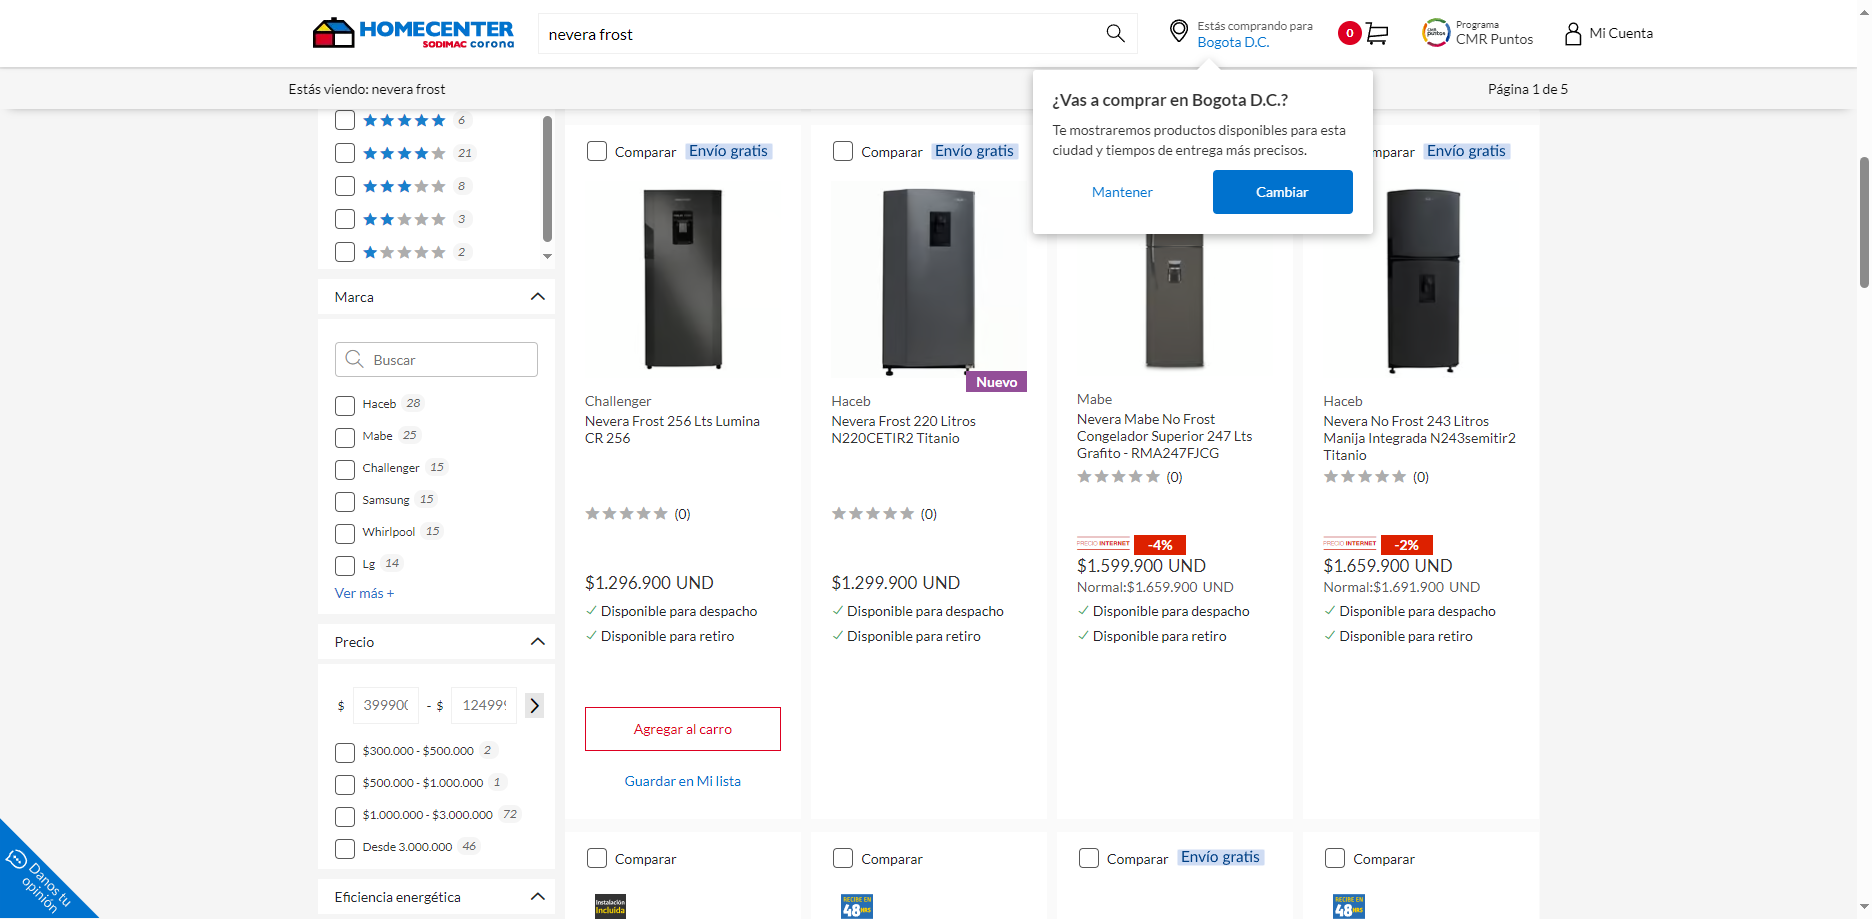 HOMECENTER
SODIMAC corona
nevera frost
Estás comprando para
Bogota D.C.
0
Programa
CMR Puntos
Mi Cuenta
Estás viendo: nevera frost
Página 1 de 5
¿Vas a comprar en Bogota D.C.?
Te mostraremos productos disponibles para esta
ciudad y tiempos de entrega más precisos.
Mantener
Cambiar
6
21
8
3
2
Marca
Buscar
Haceb 28
Mabe 25
Challenger 15
Samsung 15
Whirlpool 15
Lg 14
Ver más +
Precio
$ 399900 - $ 12499
$300.000 - $500.000 2
$500.000 - $1.000.000 1
$1.000.000 - $3.000.000 72
Desde 3.000.000 46
Eficiencia energética
Danos tu
opinión
Comparar Envío gratis
Challenger
Nevera Frost 256 Lts Lumina
CR 256
(0)
$1.296.900 UND
Disponible para despacho
Disponible para retiro
Agregar al carro
Guardar en Mi lista
Comparar Envío gratis
Nuevo
Haceb
Nevera Frost 220 Litros
N220CETIR2 Titanio
(0)
$1.299.900 UND
Disponible para despacho
Disponible para retiro
Mabe
Nevera Mabe No Frost
Congelador Superior 247 Lts
Grafito - RMA247FJCG
(0)
PRECIO INTERNET -4%
$1.599.900 UND
Normal:$1.659.900 UND
Disponible para despacho
Disponible para retiro
mparar Envío gratis
Haceb
Nevera No Frost 243 Litros
Manija Integrada N243semitir2
Titanio
(0)
PRECIO INTERNET -2%
$1.659.900 UND
Normal:$1.691.900 UND
Disponible para despacho
Disponible para retiro
Comparar
Instalación
Incluida
Comparar
RECIBE EN
48HRS
Comparar Envío gratis
Comparar
RECIBE EN
48HRS